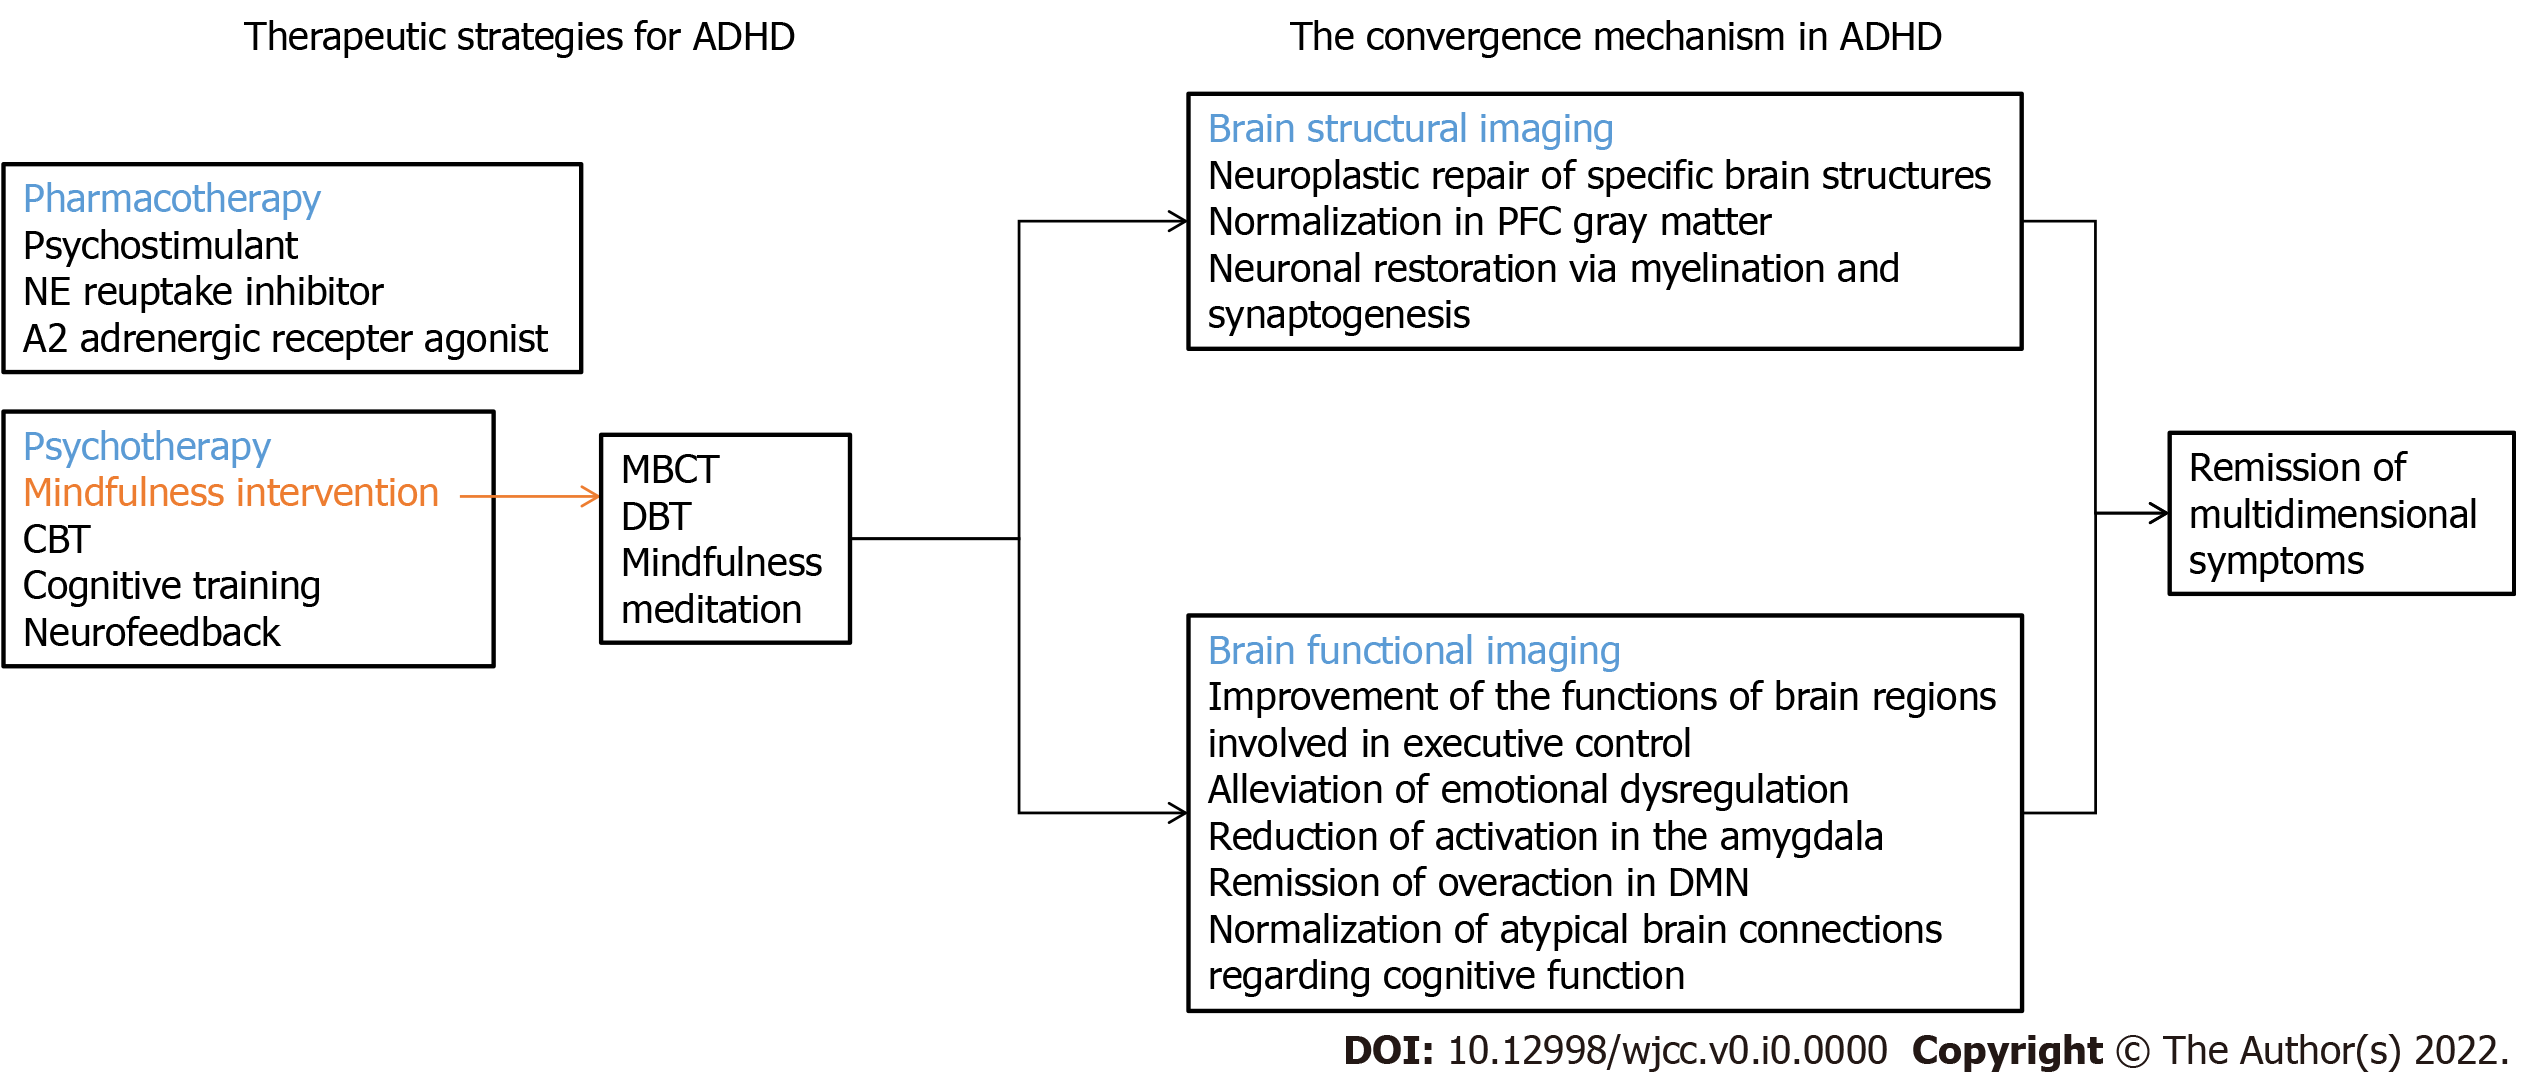 Therapeutic strategies for ADHD
Pharmacotherapy
Psychostimulant
NE reuptake inhibitor
A2 adrenergic recepter agonist
Psychotherapy
Mindfulness intervention
CBT
Cognitive training
Neurofeedback
MBCT
DBT
Mindfulness
meditation
The convergence mechanism in ADHD
Brain structural imaging
Neuroplastic repair of specific brain structures
Normalization in PFC gray matter
Neuronal restoration via myelination and
synaptogenesis
Brain functional imaging
Improvement of the functions of brain regions
involved in executive control
Alleviation of emotional dysregulation
Reduction of activation in the amygdala
Remission of overaction in DMN
Normalization of atypical brain connections
regarding cognitive function
Remission of
multidimensional
symptoms
DOI: 10.12998/wjcc.v0.i0.0000 Copyright © The Author(s) 2022.